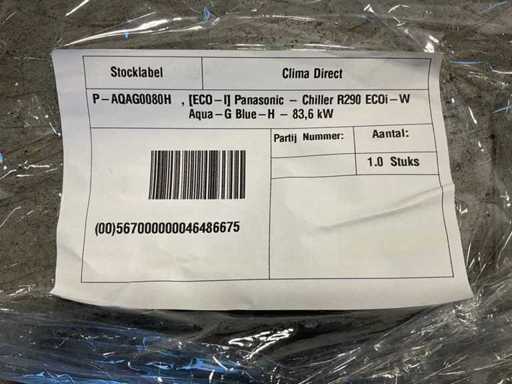 Stocklabel
Clima Direct
P-AQAG0080H , [ECO-I] Panasonic - Chiller R290 ECOi-W
Aqua-G Blue-H - 83,6 kW
Partij Nummer:
Aantal:
1.0 Stuks
(00)567000000046486675